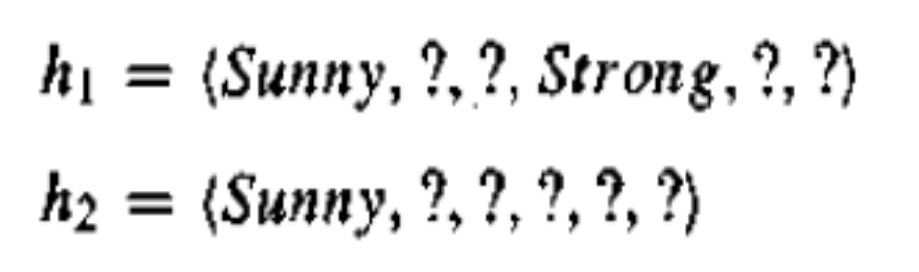 h₁ = ⟨Sunny, ?, ?, Strong, ?, ?⟩
h₂ = ⟨Sunny, ?, ?, ?, ?, ?⟩